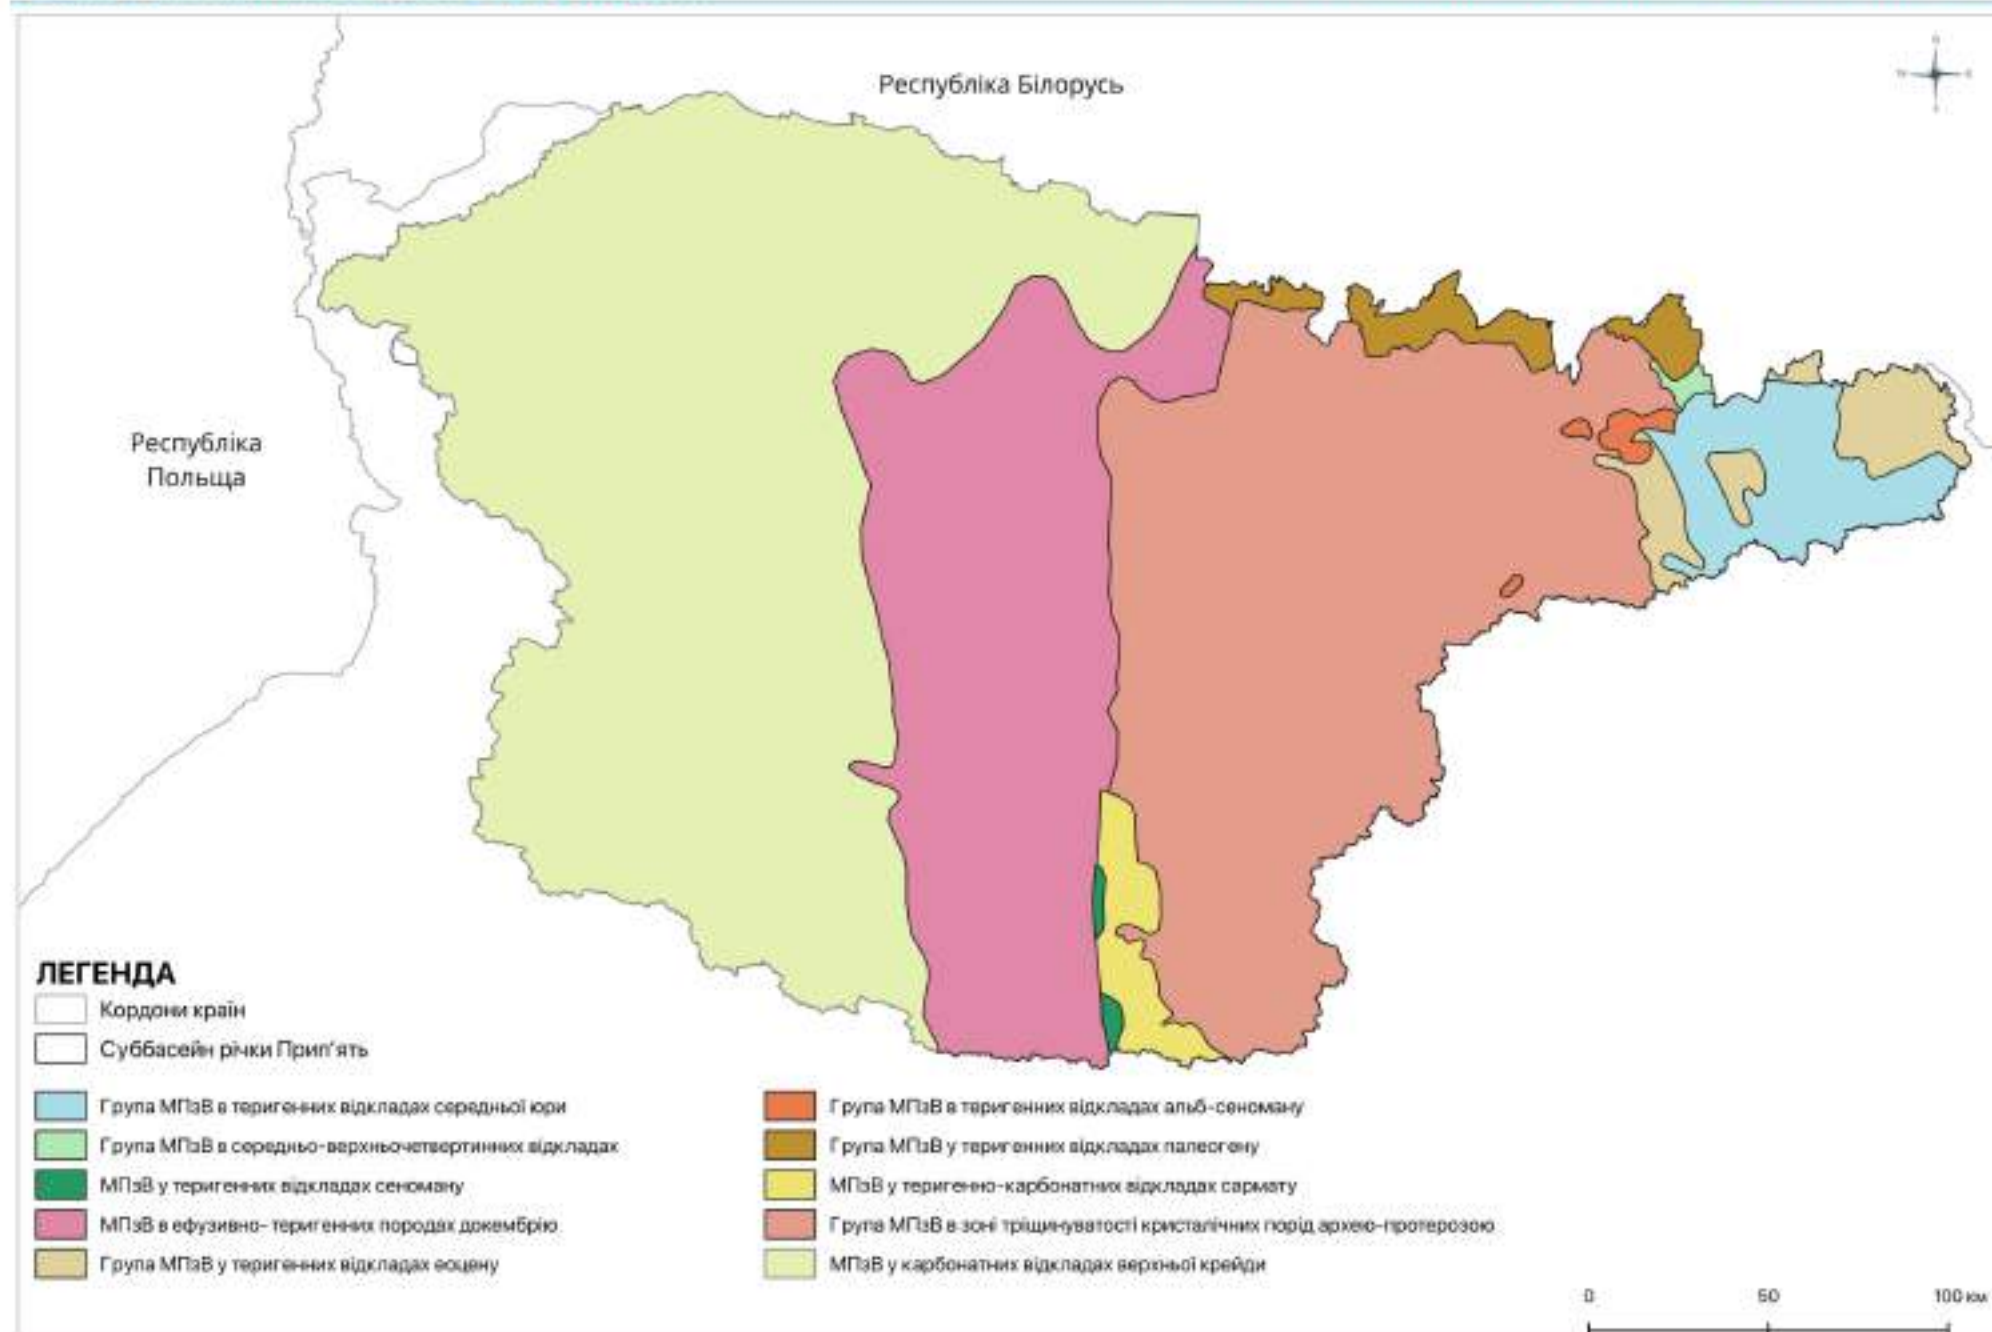 Республіка Білорусь
Республіка
Польща
ЛЕГЕНДА
Кордони країн
Суббасейн річки Прип'ять
Група МПзВ в теригенних відкладах середньої юри
Група МПзВ в середньо-верхньочетвертинних відкладах
МПзВ у теригенних відкладах сеноману
МПзВ в ефузивно- теригенних породах докембрію
Група МПзВ у теригенних відкладах еоцену
Група МПзВ в теригенних відкладах альб-сеноману
Група МПзВ у теригенних відкладах палеогену
МПзВ у теригенно-карбонатних відкладах сармату
Група МПзВ в зоні тріщинуватості кристалічних порід архею-протерозою
МПзВ у карбонатних відкладах верхньої крейди
0 50 100 км